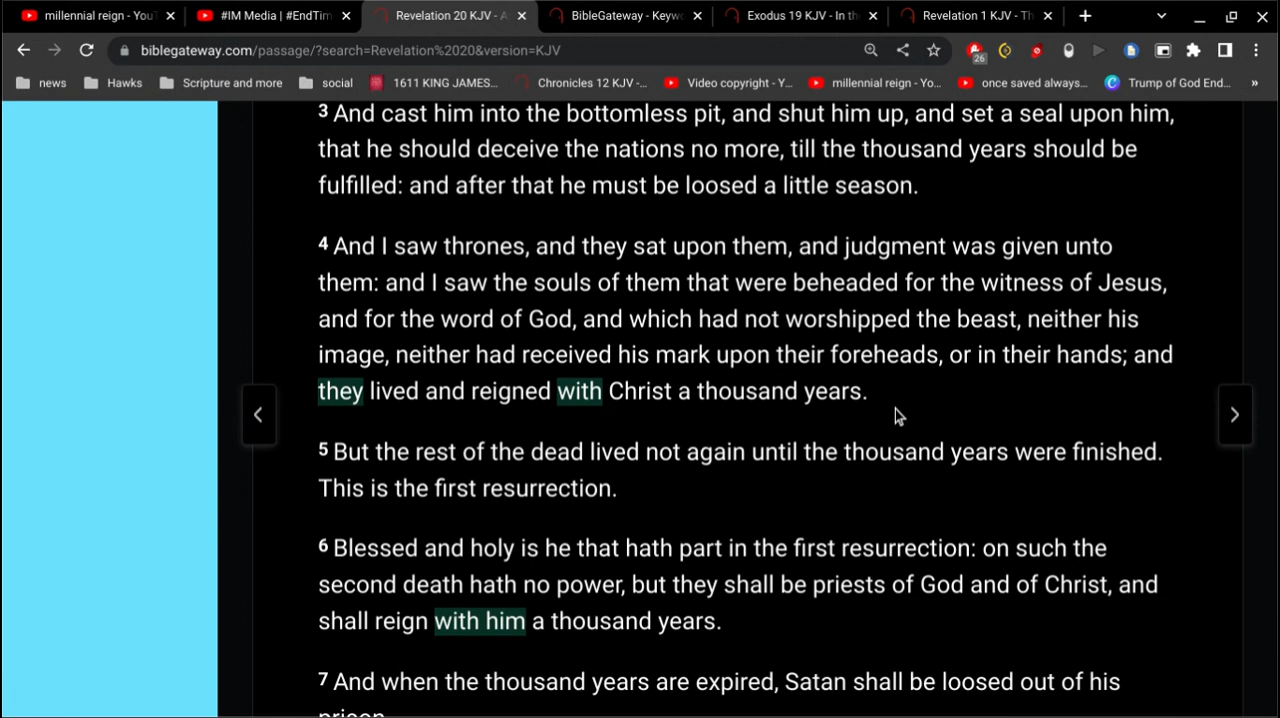 millennial reign - YouT
#IM Media | #EndTim
Revelation 20 KJV - A
BibleGateway - Keywo
Exodus 19 KJV - In th
Revelation 1 KJV - Th
biblegateway.com/passage/?search=Revelation%2020&version=KJV
26
news
Hawks
Scripture and more
social
1611 KING JAMES...
Chronicles 12 KJV -...
Video copyright - Y...
millennial reign - Yo...
once saved always...
Trump of God End...
»
3 And cast him into the bottomless pit, and shut him up, and set a seal upon him,
that he should deceive the nations no more, till the thousand years should be
fulfilled: and after that he must be loosed a little season.
4 And I saw thrones, and they sat upon them, and judgment was given unto
them: and I saw the souls of them that were beheaded for the witness of Jesus,
and for the word of God, and which had not worshipped the beast, neither his
image, neither had received his mark upon their foreheads, or in their hands; and
they lived and reigned with Christ a thousand years.
5 But the rest of the dead lived not again until the thousand years were finished.
This is the first resurrection.
6 Blessed and holy is he that hath part in the first resurrection: on such the
second death hath no power, but they shall be priests of God and of Christ, and
shall reign with him a thousand years.
7 And when the thousand years are expired, Satan shall be loosed out of his
prison